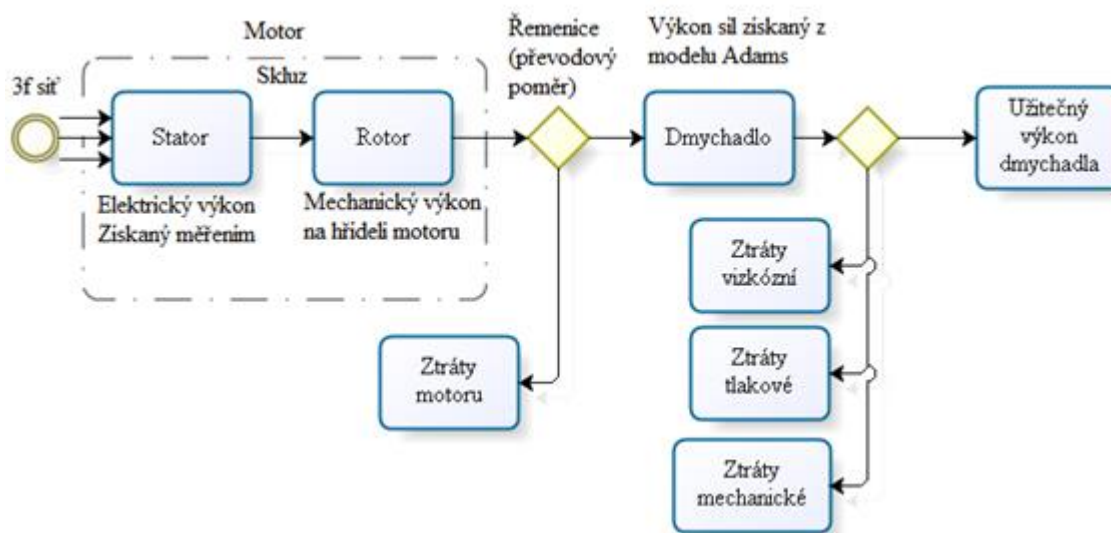 Motor
Řemenice
(převodový
poměr)
Výkon sil získaný z
modelu Adams
3f síť
Skluz
Stator
Rotor
Dmychadlo
Užitečný
výkon
dmychadla
Elektrický výkon
Získaný měřením
Mechanický výkon
na hřídeli motoru
Ztráty
vizkózní
Ztráty
motoru
Ztráty
tlakové
Ztráty
mechanické